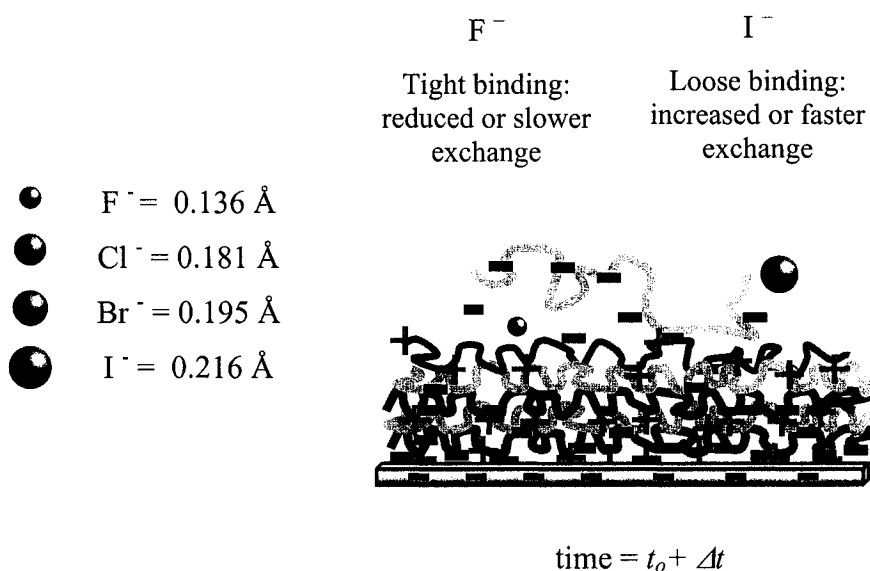 F⁻
I⁻
Tight binding:
reduced or slower
exchange
Loose binding:
increased or faster
exchange
F⁻ = 0.136 Å
Cl⁻ = 0.181 Å
Br⁻ = 0.195 Å
I⁻ = 0.216 Å
time = tₒ + Δt